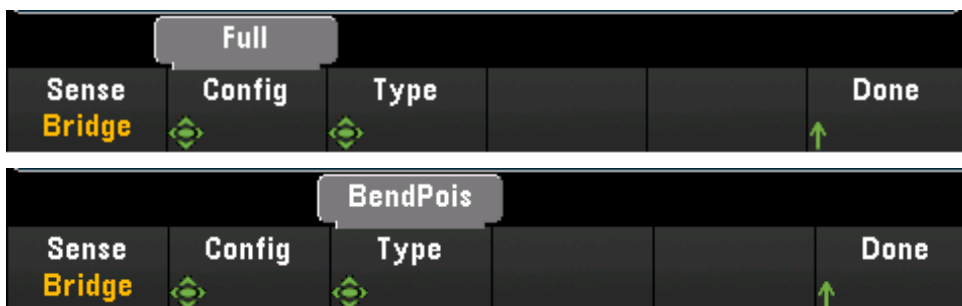 Full
Sense Config Type Done
Bridge
BendPois
Sense Config Type Done
Bridge